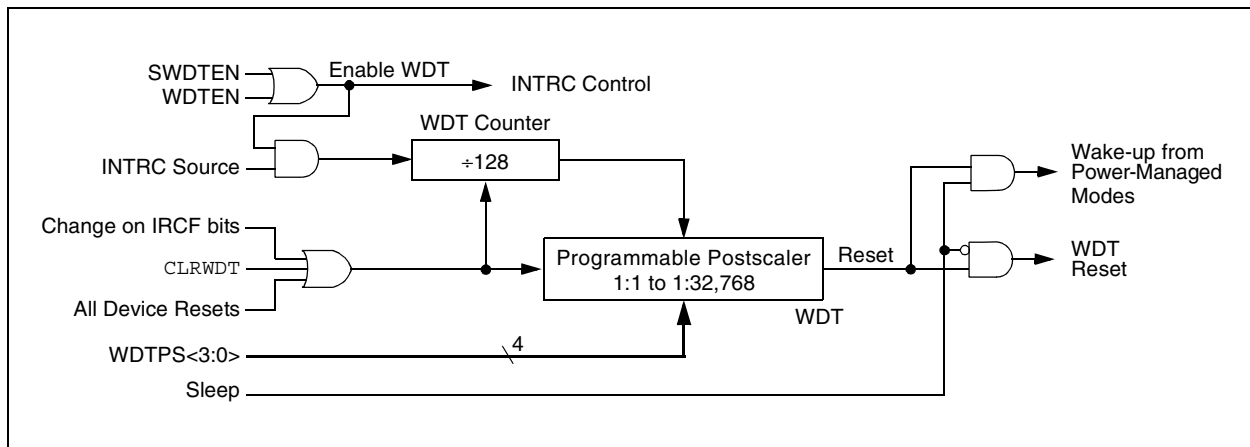 SWDTEN
WDTEN
Enable WDT
INTRC Control
WDT Counter
÷128
INTRC Source
Wake-up from
Power-Managed
Modes
Change on IRCF bits
CLRWDT
All Device Resets
Programmable Postscaler
1:1 to 1:32,768
Reset
WDT
Reset
WDT
WDTPS<3:0>
4
Sleep